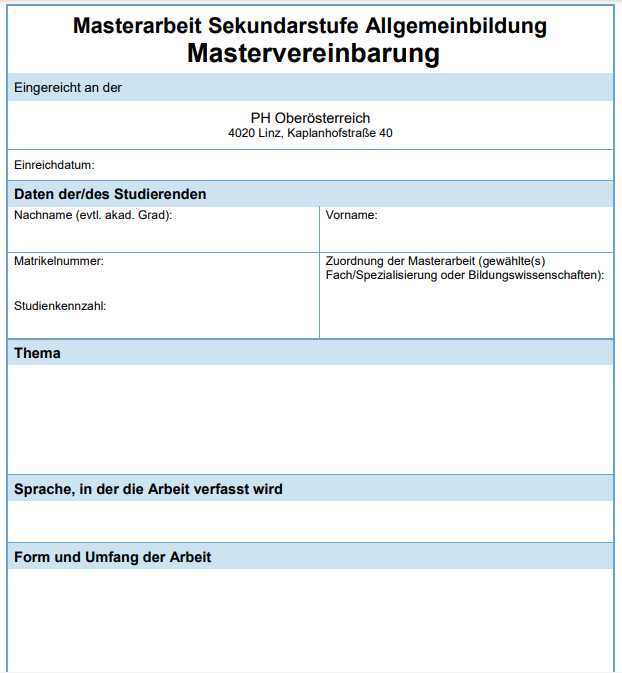 Masterarbeit Sekundarstufe Allgemeinbildung
Mastervereinbarung
Eingereicht an der
PH Oberösterreich
4020 Linz, Kaplanhofstraße 40
Einreichdatum:
Daten der/des Studierenden
Nachname (evtl. akad. Grad):
Vorname:
Matrikelnummer:
Studienkennzahl:
Zuordnung der Masterarbeit (gewählte(s)
Fach/Spezialisierung oder Bildungswissenschaften):
Thema
Sprache, in der die Arbeit verfasst wird
Form und Umfang der Arbeit